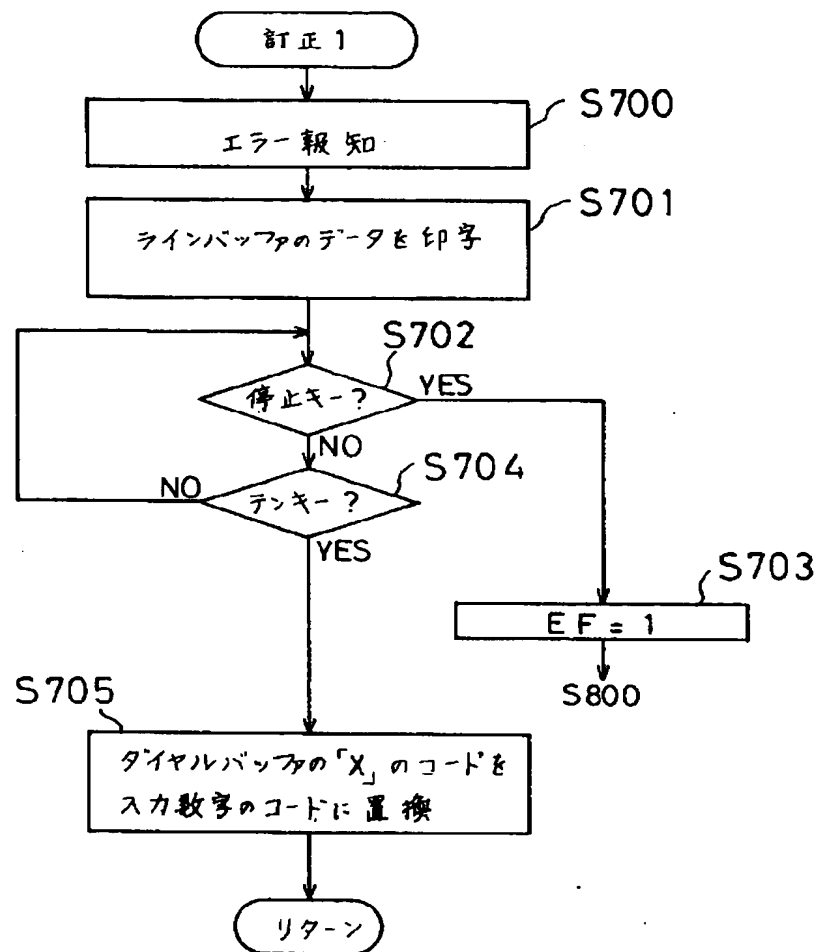 訂正1
S700
エラー報知
S701
ラインバッファのデータを印字
S702
停止キー?
YES
NO
S704
NO
テンキー?
YES
S703
EF=1
S800
S705
ダイヤルバッファの「X」のコードを
入力数字のコードに置換
リターン